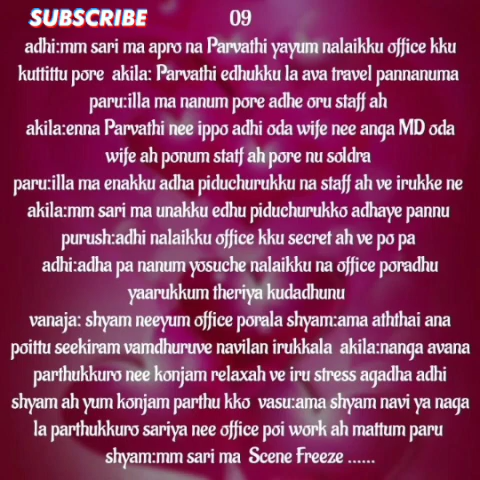 SUBSCRIBE
09
adhi:mm sari ma apro na Parvathi yayum nalaikku office kku
kuttittu pore akila: Parvathi edhukku la ava travel pannanuma
paru:illa ma nanum pore adhe oru staff ah
akila:enna Parvathi nee ippo adhi oda wife nee anga MD oda
wife ah ponum statf ah pore nu soldra
paru:illa ma enakku adha piduchurukku na staff ah ve irukke ne
akila:mm sari ma unakku edhu piduchurukko adhaye pannu
purush:adhi nalaikku office kku secret ah ve po pa
adhi:adha pa nanum yosuche nalaikku na office poradhu
yaarukkum theriya kudadhunu
vanaja: shyam neeyum office porala shyam:ama aththai ana
poittu seekiram vamdhuruve navilan irukkala akila:nanga avana
parthukkuro nee konjam relaxah ve iru stress agadha adhi
shyam ah yum konjam parthu kko vasu:ama shyam navi ya naga
la parthukkuro sariya nee office poi work ah mattum paru
shyam:mm sari ma Scene Freeze ......